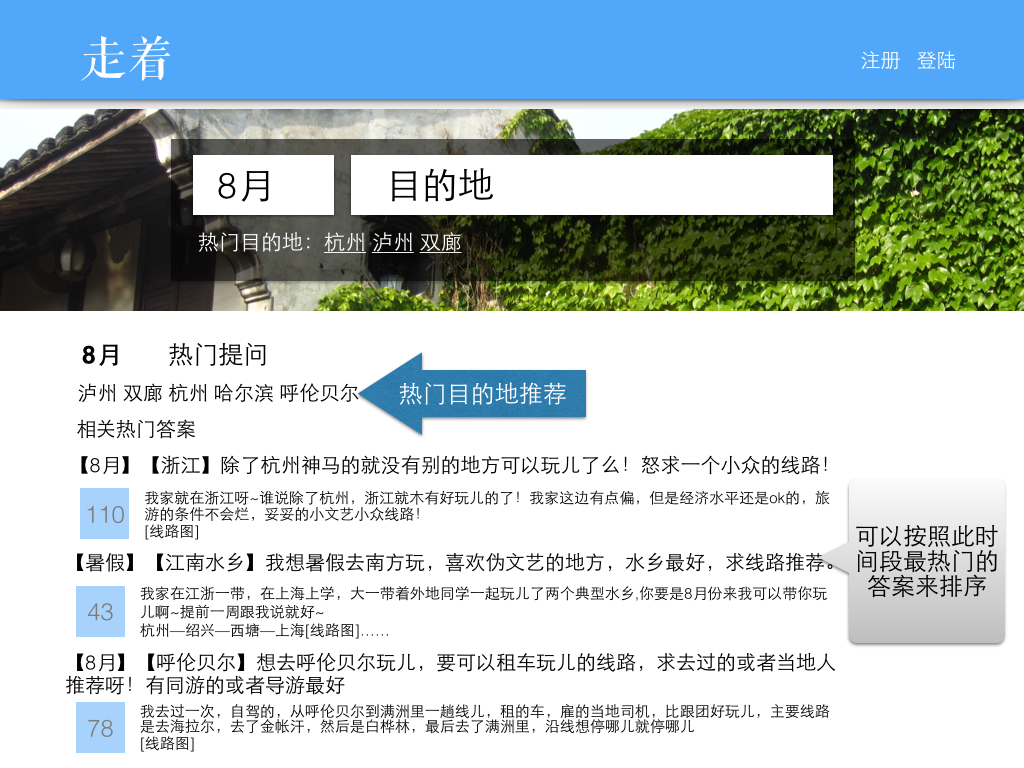 走着
注册 登陆
8月 目的地
热门目的地：杭州 泸州 双廊
8月 热门提问
泸州 双廊 杭州 哈尔滨 呼伦贝尔
热门目的地推荐
相关热门答案
【8月】【浙江】除了杭州神马的就没有别的地方可以玩儿了么！怒求一个小众的线路！
110
我家就在浙江呀~谁说除了杭州，浙江就木有好玩儿的了！我家这边有点偏，但是经济水平还是ok的，旅
游的条件不会烂，妥妥的小文艺小众线路！
[线路图]
可以按照此时
间段最热门的
答案来排序
【暑假】【江南水乡】我想暑假去南方玩，喜欢伪文艺的地方，水乡最好，求线路推荐。
43
我家在江浙一带，在上海上学，大一带着外地同学一起玩儿了两个典型水乡,你要是8月份来我可以带你玩
儿啊~提前一周跟我说就好~
杭州—绍兴—西塘—上海[线路图]……
【8月】【呼伦贝尔】想去呼伦贝尔玩儿，要可以租车玩儿的线路，求去过的或者当地人
推荐呀！有同游的或者导游最好
78
我去过一次，自驾的，从呼伦贝尔到满洲里一趟线儿，租的车，雇的当地司机，比跟团好玩儿，主要线路
是去海拉尔，去了金帐汗，然后是白桦林，最后去了满洲里，沿线想停哪儿就停哪儿
[线路图]